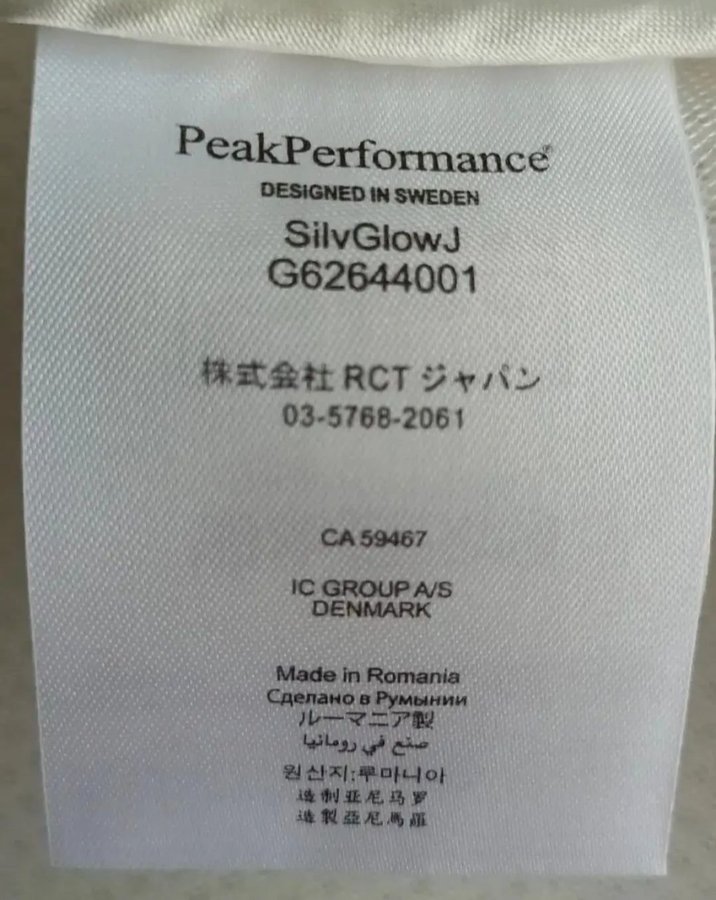 PeakPerformance®
DESIGNED IN SWEDEN
SilvGlowJ
G62644001
株式会社 RCT ジャパン
03-5768-2061
CA 59467
IC GROUP A/S
DENMARK
Made in Romania
Сделано в Румынии
ルーマニア製
صنع في رومانيا
원산지:루마니아
造制亚尼马罗
造製亞尼馬羅